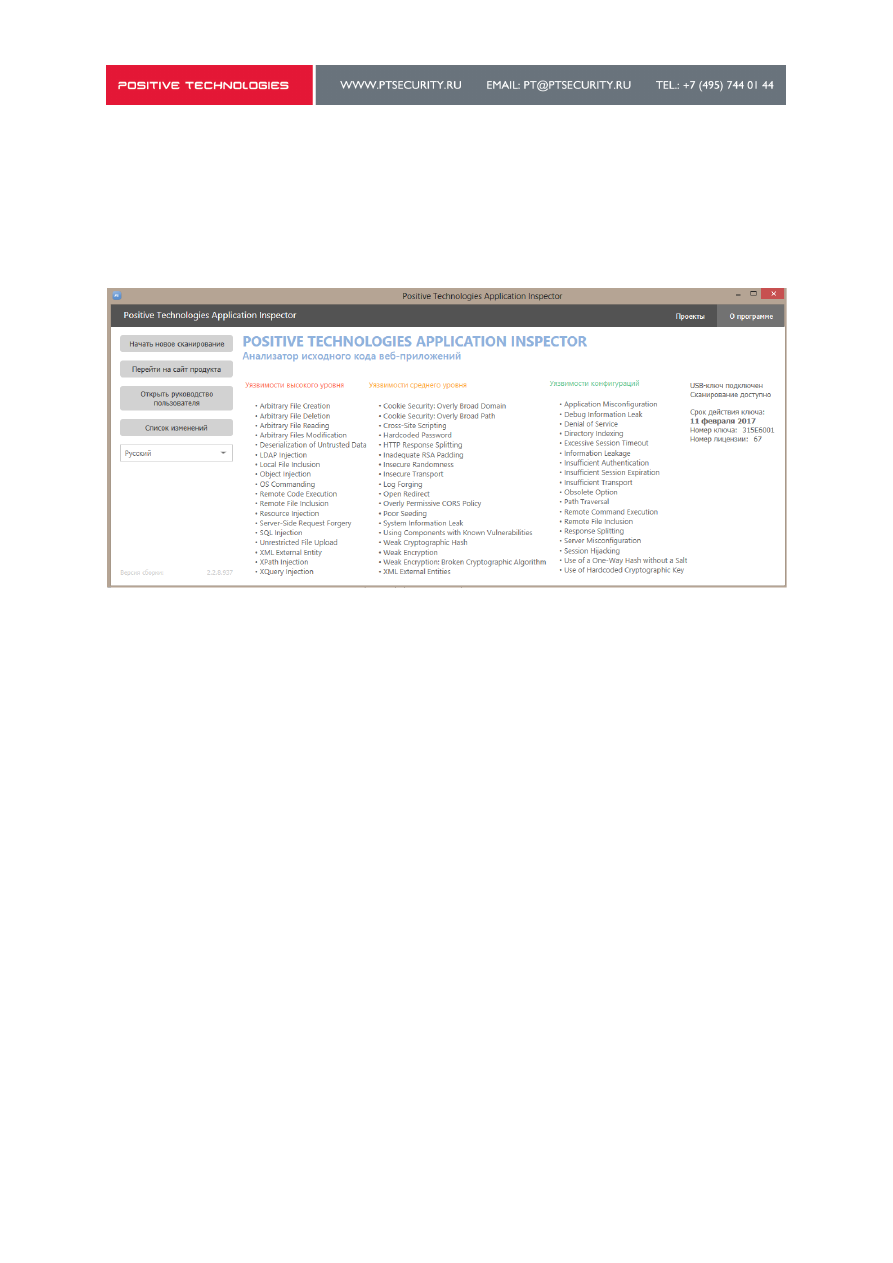 POSITIVE TECHNOLOGIES
WWW.PTSECURITY.RU EMAIL: PT@PTSECURITY.RU TEL.: +7 (495) 744 01 44
Positive Technologies Application Inspector
Positive Technologies Application Inspector
Проекты
О программе
Начать новое сканирование
Перейти на сайт продукта
Открыть руководство
пользователя
Список изменений
Русский
Версия сборки 2.2.8.937
POSITIVE TECHNOLOGIES APPLICATION INSPECTOR
Анализатор исходного кода веб-приложений
Уязвимости высокого уровня
• Arbitrary File Creation
• Arbitrary File Deletion
• Arbitrary File Reading
• Arbitrary Files Modification
• Deserialization of Untrusted Data
• LDAP Injection
• Local File Inclusion
• Object Injection
• OS Commanding
• Remote Code Execution
• Remote File Inclusion
• Resource Injection
• Server-Side Request Forgery
• SQL Injection
• Unrestricted File Upload
• XML External Entity
• XPath Injection
• XQuery Injection
Уязвимости среднего уровня
• Cookie Security: Overly Broad Domain
• Cookie Security: Overly Broad Path
• Cross-Site Scripting
• Hardcoded Password
• HTTP Response Splitting
• Inadequate RSA Padding
• Insecure Randomness
• Insecure Transport
• Log Forging
• Open Redirect
• Overly Permissive CORS Policy
• Poor Seeding
• System Information Leak
• Using Components with Known Vulnerabilities
• Weak Cryptographic Hash
• Weak Encryption
• Weak Encryption: Broken Cryptographic Algorithm
• XML External Entities
Уязвимости конфигураций
• Application Misconfiguration
• Debug Information Leak
• Denial of Service
• Directory Indexing
• Excessive Session Timeout
• Information Leakage
• Insufficient Authentication
• Insufficient Session Expiration
• Insufficient Transport
• Obsolete Option
• Path Traversal
• Remote Command Execution
• Remote File Inclusion
• Response Splitting
• Server Misconfiguration
• Session Hijacking
• Use of a One-Way Hash without a Salt
• Use of Hardcoded Cryptographic Key
USB-ключ подключен
Сканирование доступно
Срок действия ключа:
11 февраля 2017
Номер ключа: 315E6001
Номер лицензии: 67